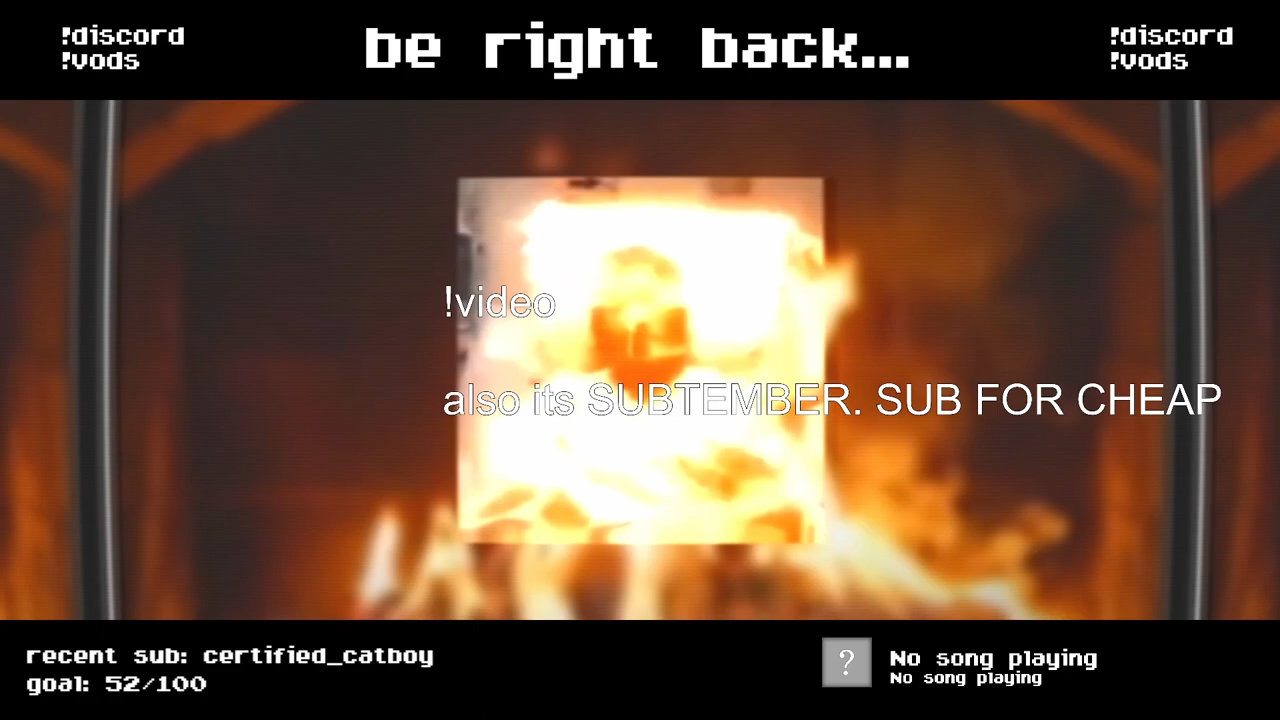 !discord
!vods
be right back...
!discord
!vods
!video
also its SUBTEMBER. SUB FOR CHEAP
recent sub: certified_catboy
goal: 52/100
?
No song playing
No song playing